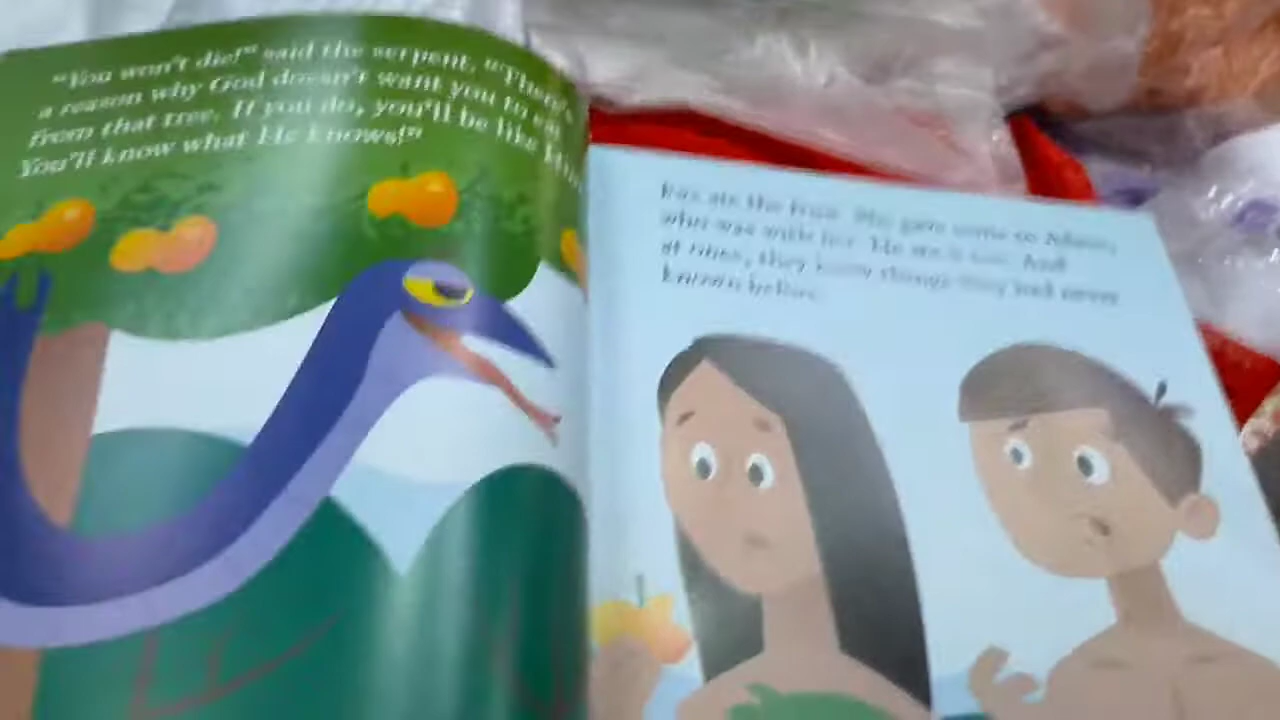 "You won't die!" said the serpent. "There's
a reason why God doesn't want you to eat
from that tree. If you do, you'll be like Him.
You'll know what He knows!"
Eve ate the fruit. She gave some to Adam,
who was with her. He ate it too. And
at once, they knew things they had never
known before.